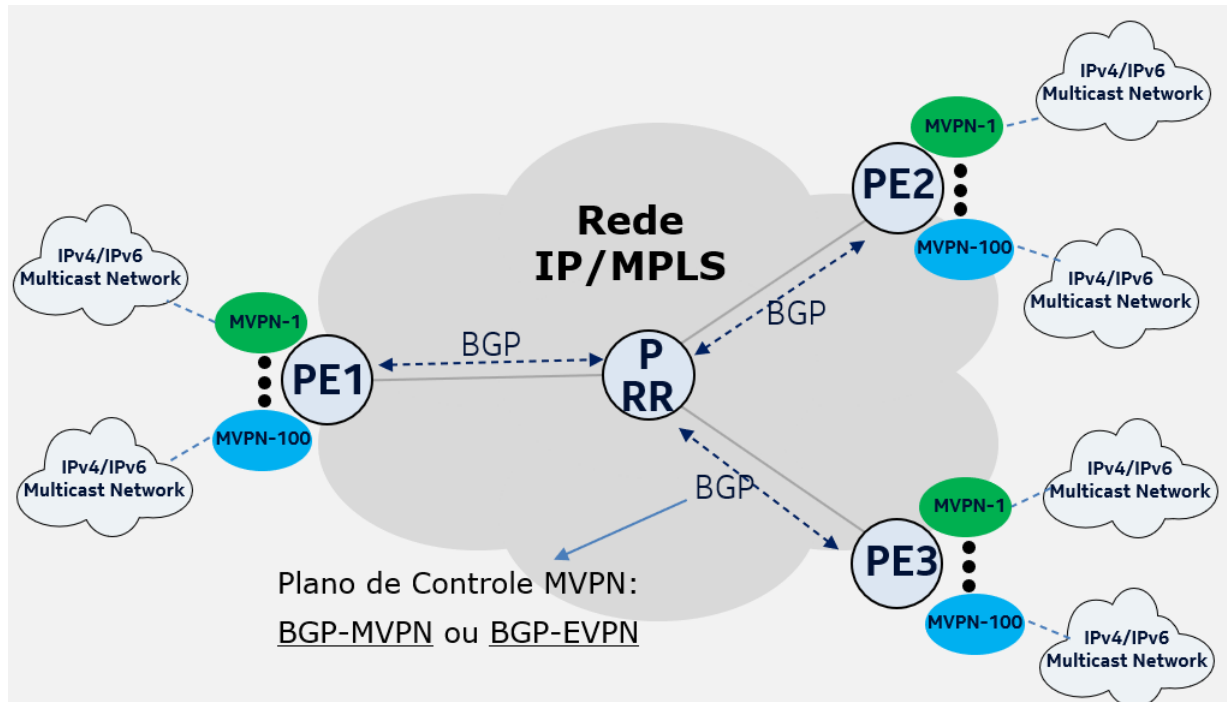 IPv4/IPv6
Multicast Network
MVPN-1
PE2
MVPN-100
IPv4/IPv6
Multicast Network
Rede
IP/MPLS
IPv4/IPv6
Multicast Network
MVPN-1
PE1
MVPN-100
IPv4/IPv6
Multicast Network
BGP
BGP
P
RR
BGP
IPv4/IPv6
Multicast Network
MVPN-1
PE3
MVPN-100
IPv4/IPv6
Multicast Network
Plano de Controle MVPN:
BGP-MVPN ou BGP-EVPN